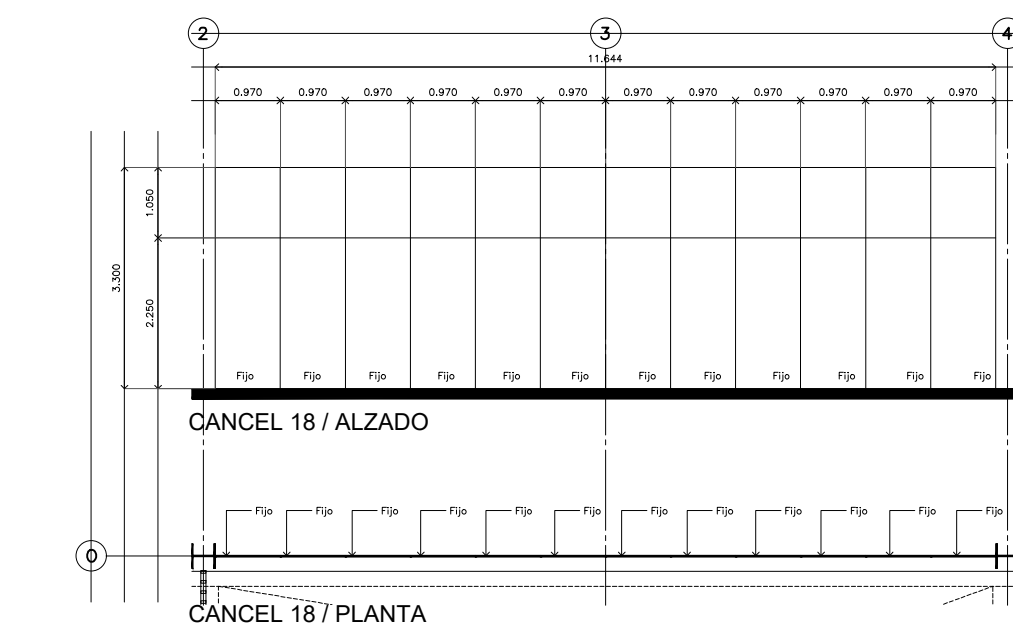 2 3 4
11.644
0.970 0.970 0.970 0.970 0.970 0.970 0.970 0.970 0.970 0.970 0.970 0.970
1.050
3.300
2.250
Fijo Fijo Fijo Fijo Fijo Fijo Fijo Fijo Fijo Fijo Fijo Fijo
CANCEL 18 / ALZADO
Fijo Fijo Fijo Fijo Fijo Fijo Fijo Fijo Fijo Fijo Fijo Fijo
0
CANCEL 18 / PLANTA